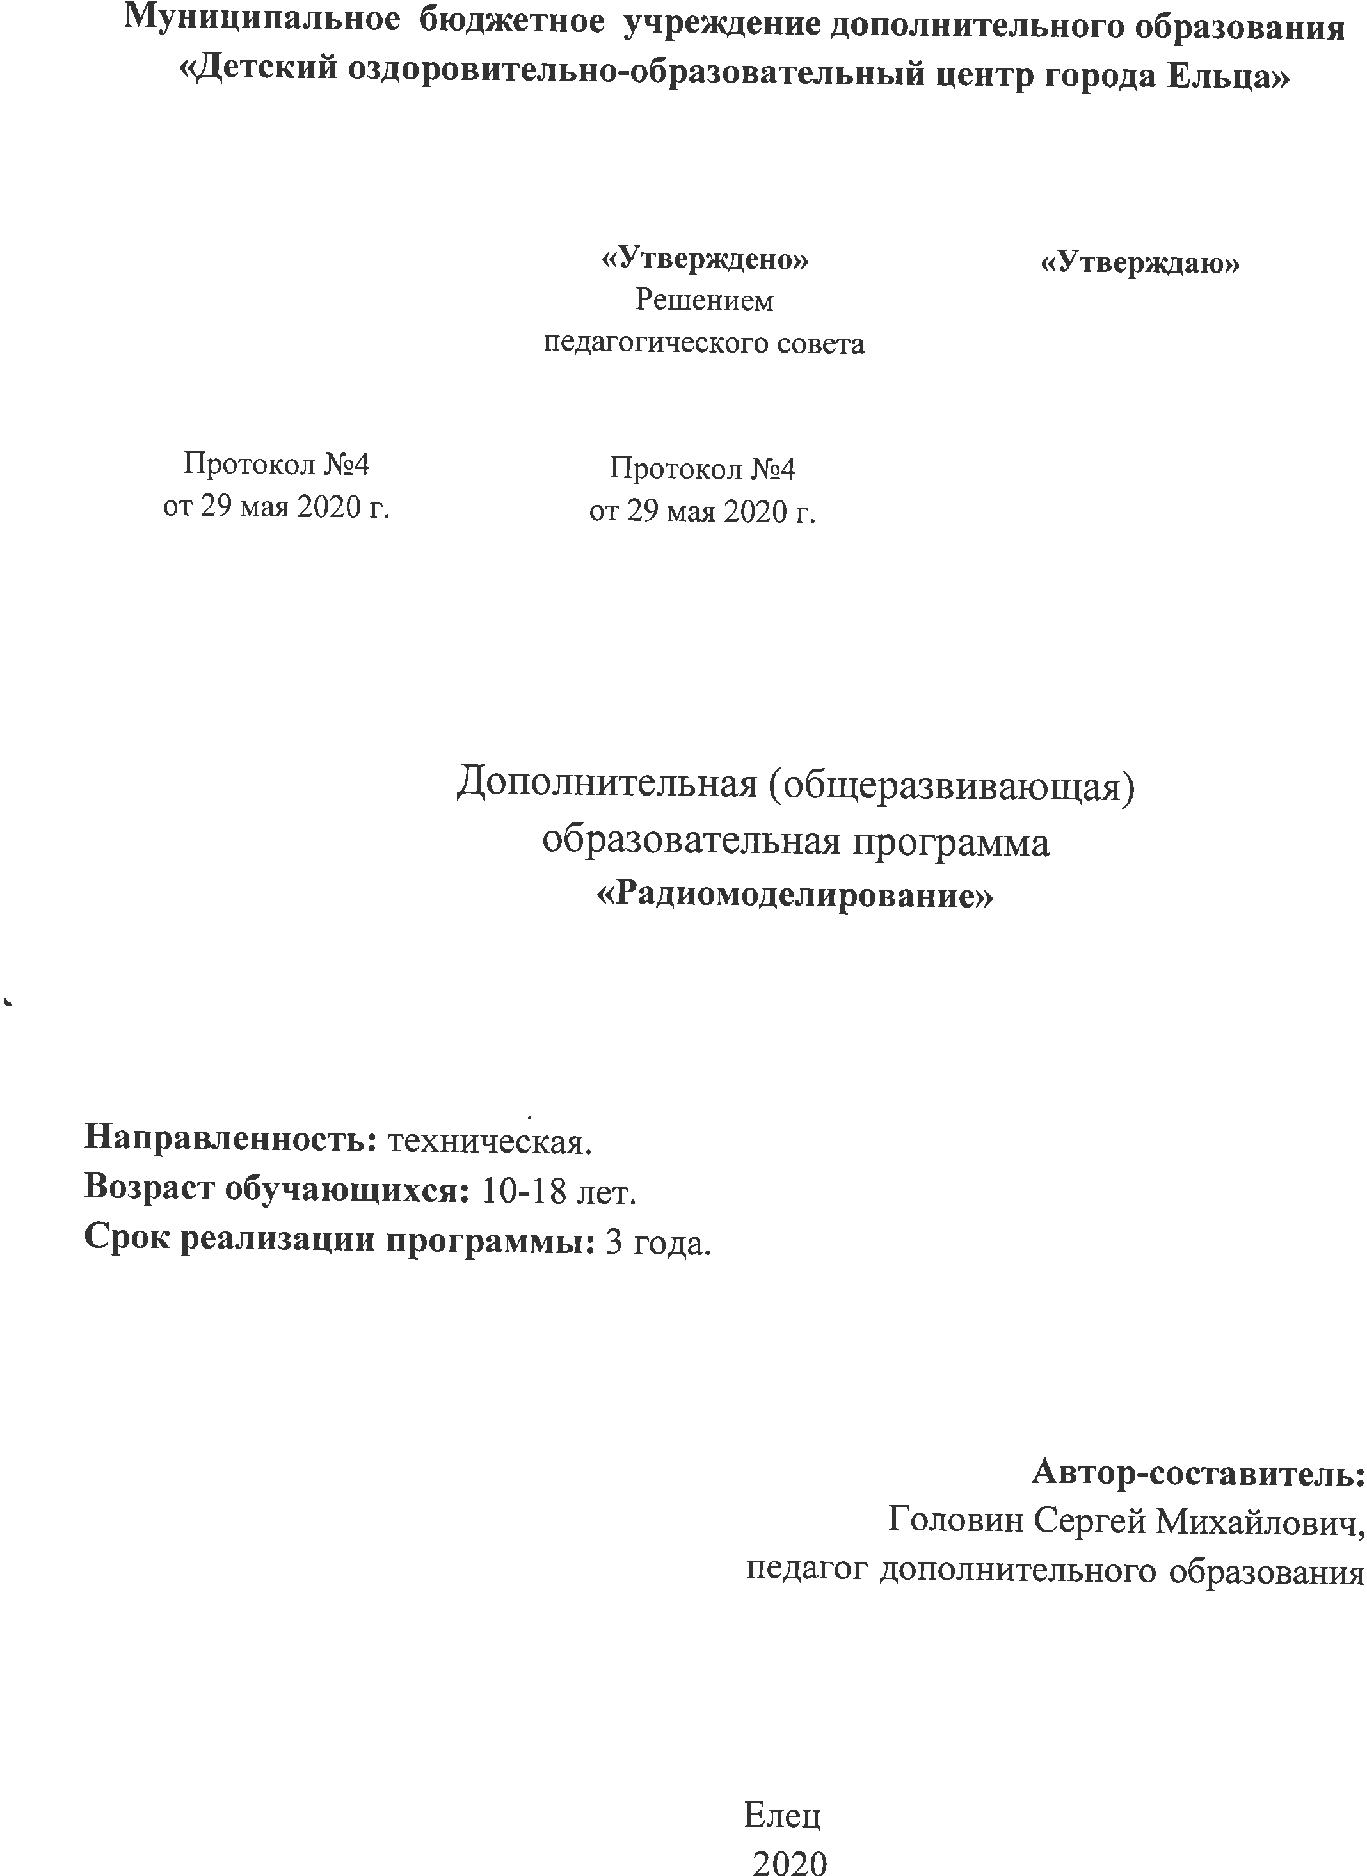 Муниципальное бюджетное учреждение дополнительного образования
«Детский оздоровительно-образовательный центр города Ельца»
«Утверждено»
Решением
педагогического совета
«Утверждаю»
Протокол №4
от 29 мая 2020 г.
Протокол №4
от 29 мая 2020 г.
Дополнительная (общеразвивающая)
образовательная программа
«Радиомоделирование»
Направленность: техническая.
Возраст обучающихся: 10-18 лет.
Срок реализации программы: 3 года.
Автор-составитель:
Головин Сергей Михайлович,
педагог дополнительного образования
Елец
2020